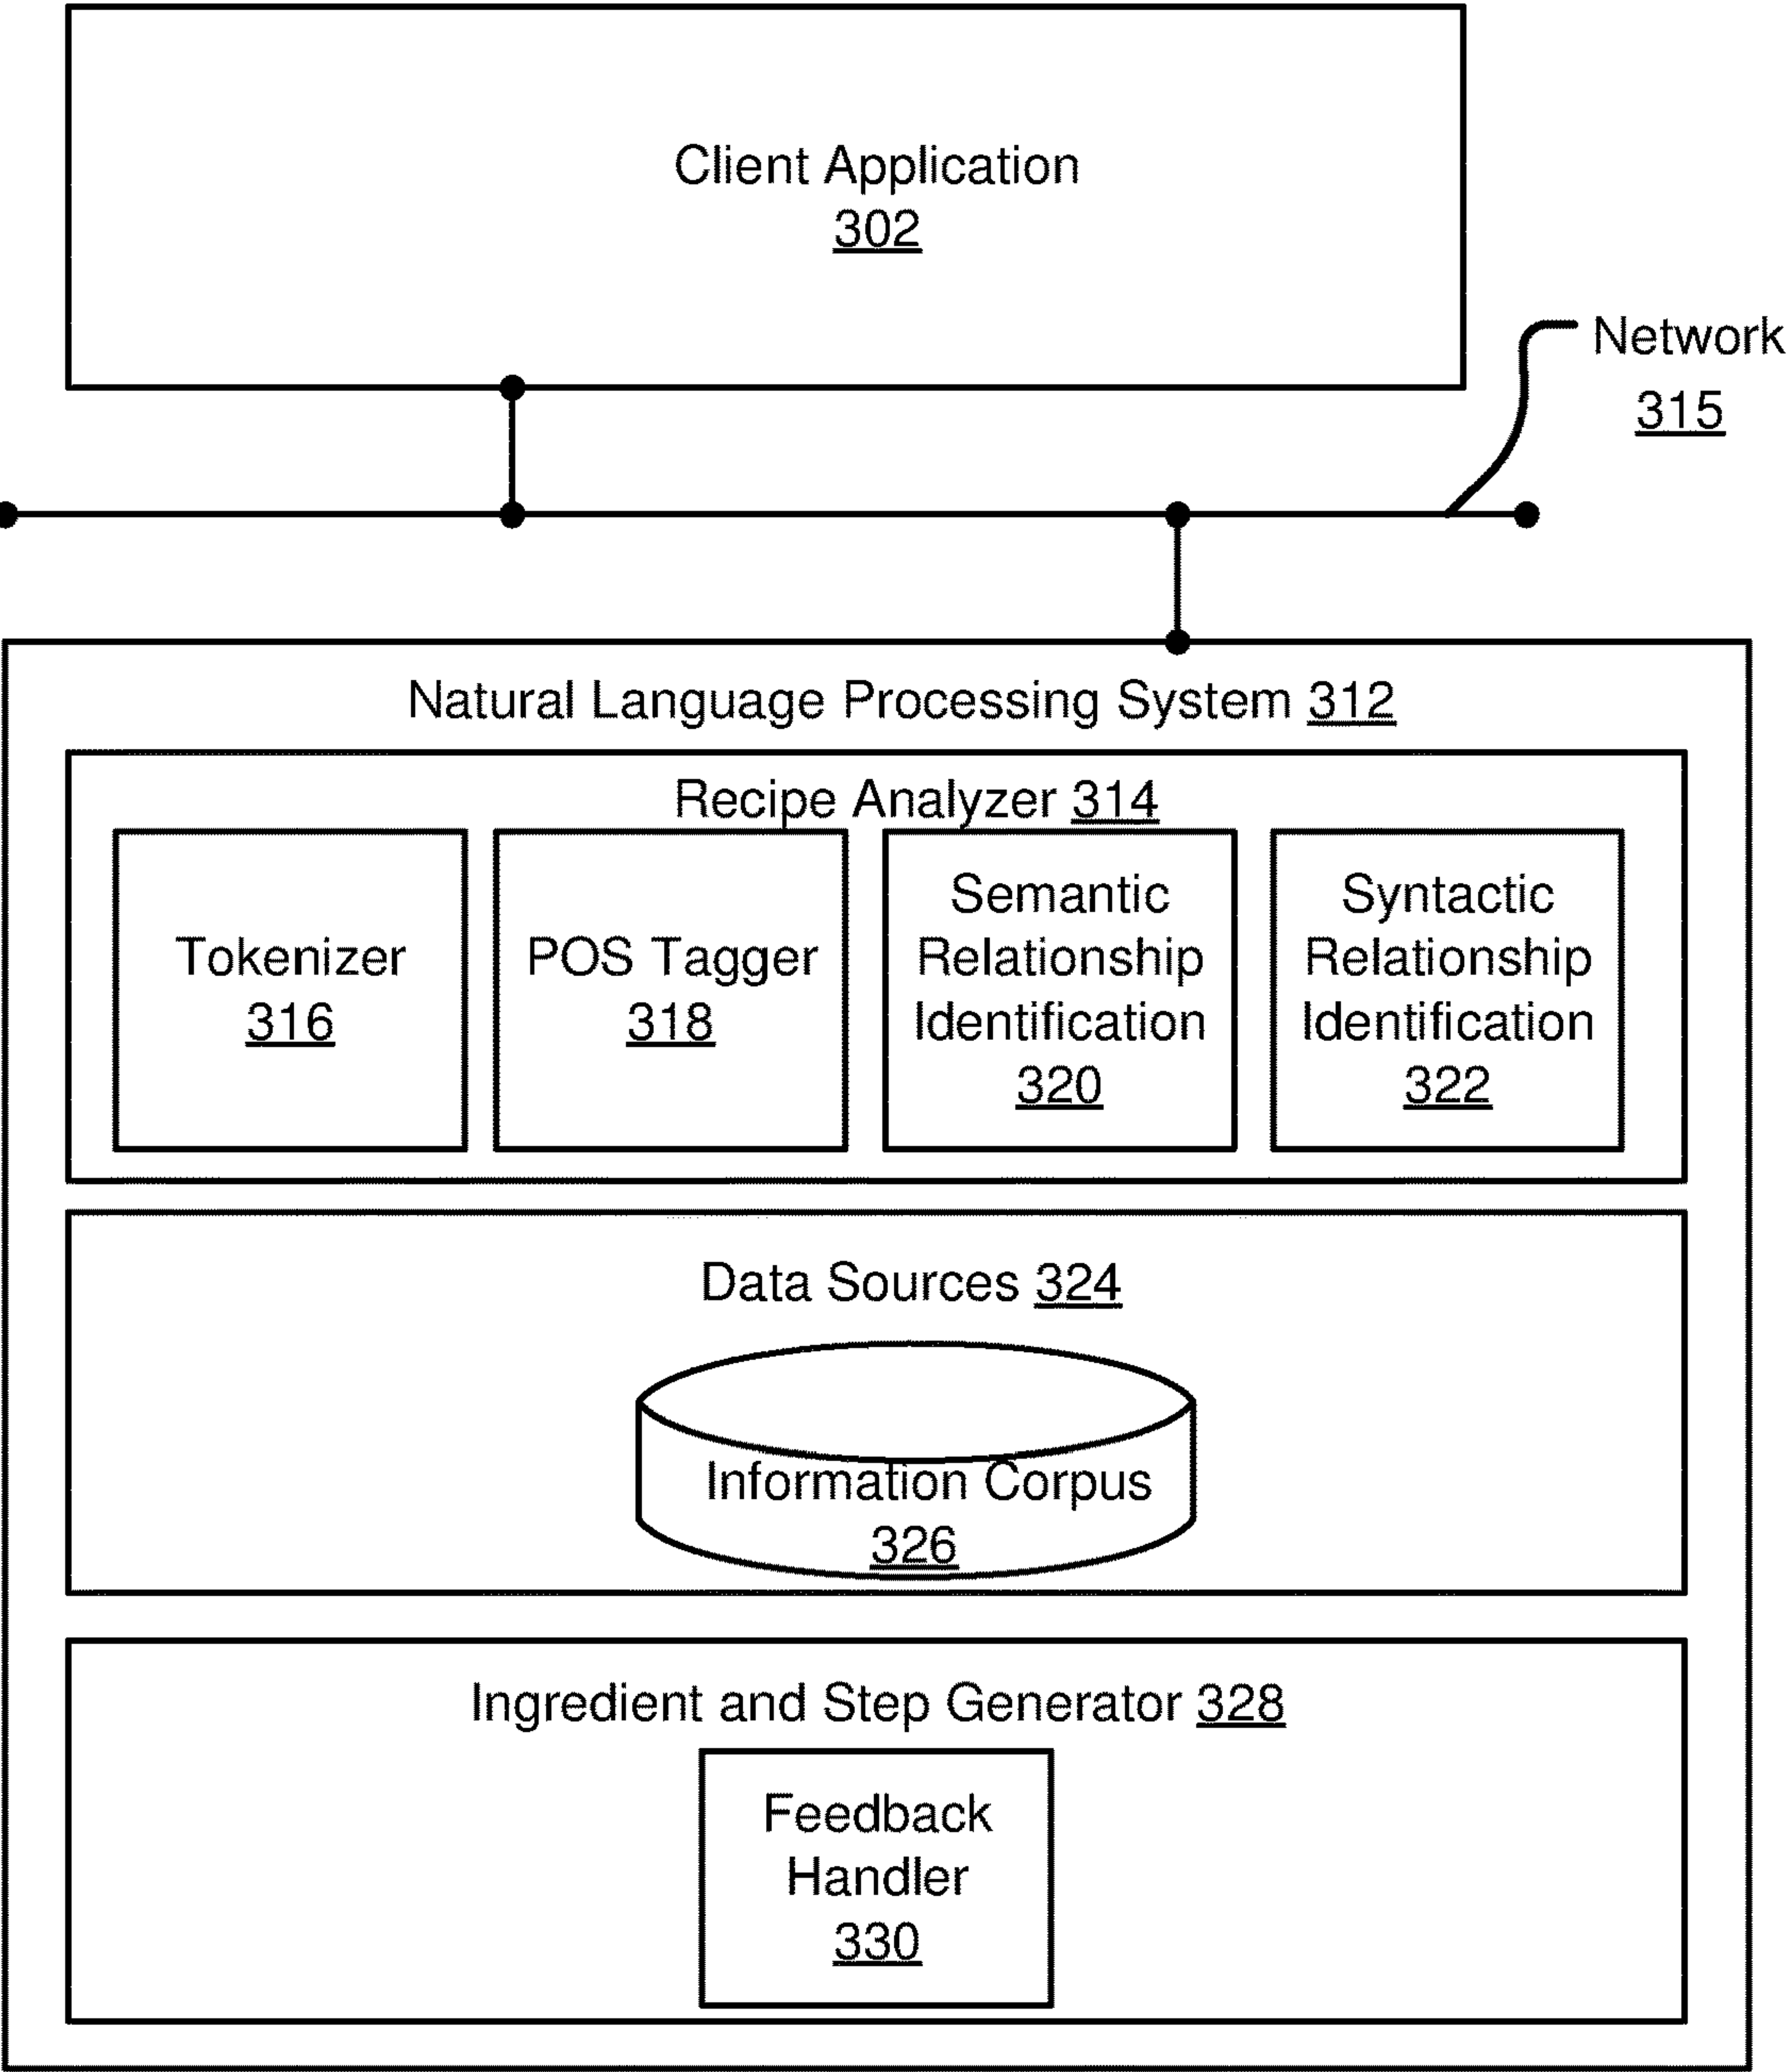 Client Application
302
Network
315
Natural Language Processing System 312
Recipe Analyzer 314
Tokenizer
316
POS Tagger
318
Semantic
Relationship
Identification
320
Syntactic
Relationship
Identification
322
Data Sources 324
Information Corpus
326
Ingredient and Step Generator 328
Feedback
Handler
330